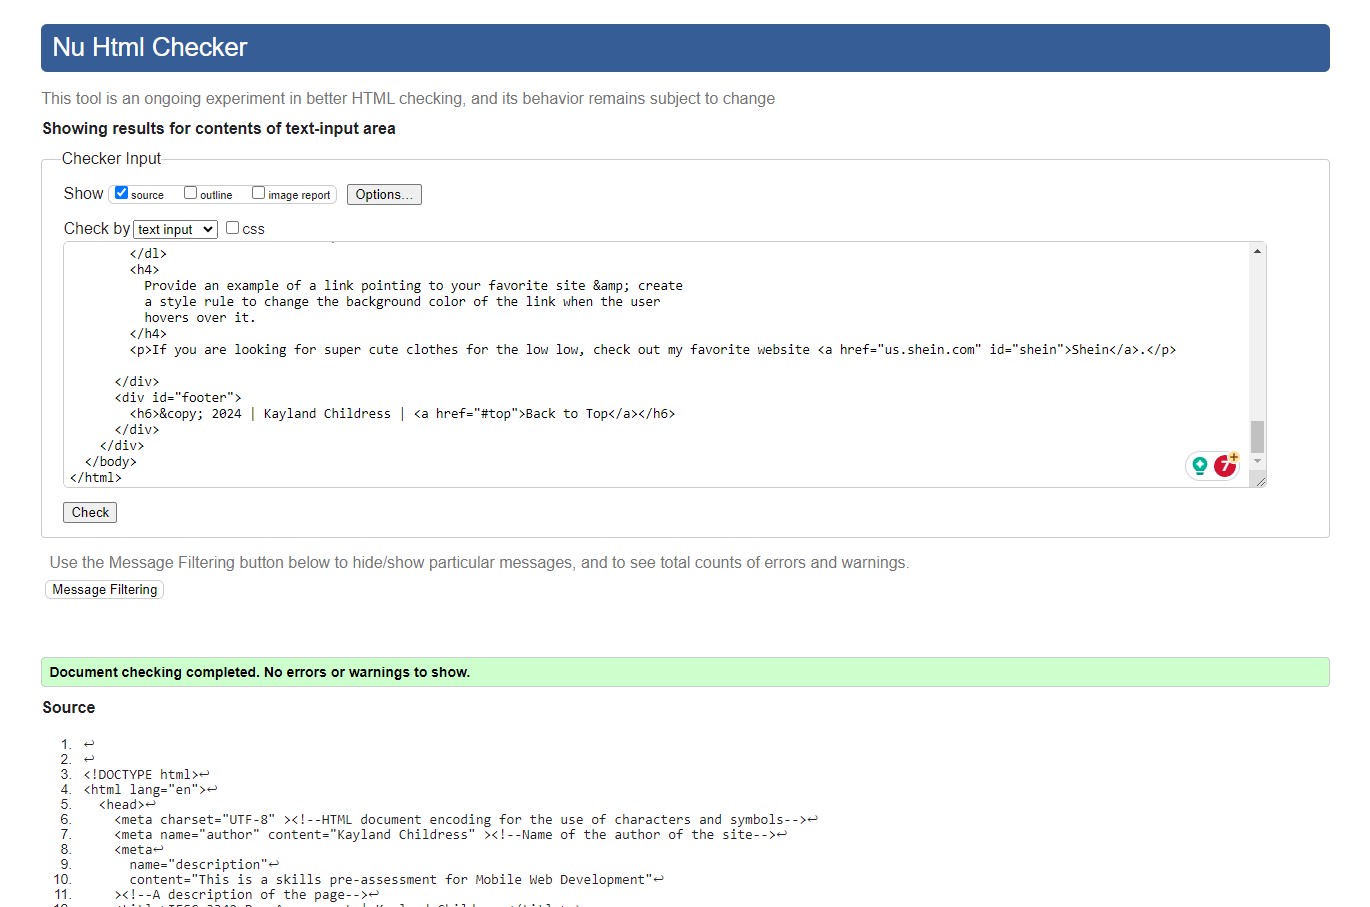 Nu Html Checker
This tool is an ongoing experiment in better HTML checking, and its behavior remains subject to change
Showing results for contents of text-input area
Checker Input
Show source outline image report Options...
Check by text input css
</dl>
<h4>
Provide an example of a link pointing to your favorite site &amp; create
a style rule to change the background color of the link when the user
hovers over it.
</h4>
<p>If you are looking for super cute clothes for the low low, check out my favorite website <a href="us.shein.com" id="shein">Shein</a>.</p>
</div>
<div id="footer">
<h6>&copy; 2024 | Kayland Childress | <a href="#top">Back to Top</a></h6>
</div>
</div>
</body>
</html>
7+
Check
Use the Message Filtering button below to hide/show particular messages, and to see total counts of errors and warnings.
Message Filtering
Document checking completed. No errors or warnings to show.
Source
1. ↩
2. ↩
3. <!DOCTYPE html>↩
4. <html lang="en">↩
5. <head>↩
6. <meta charset="UTF-8" ><!--HTML document encoding for the use of characters and symbols-->↩
7. <meta name="author" content="Kayland Childress" ><!--Name of the author of the site-->↩
8. <meta↩
9. name="description"↩
10. content="This is a skills pre-assessment for Mobile Web Development"↩
11. ><!--A description of the page-->↩